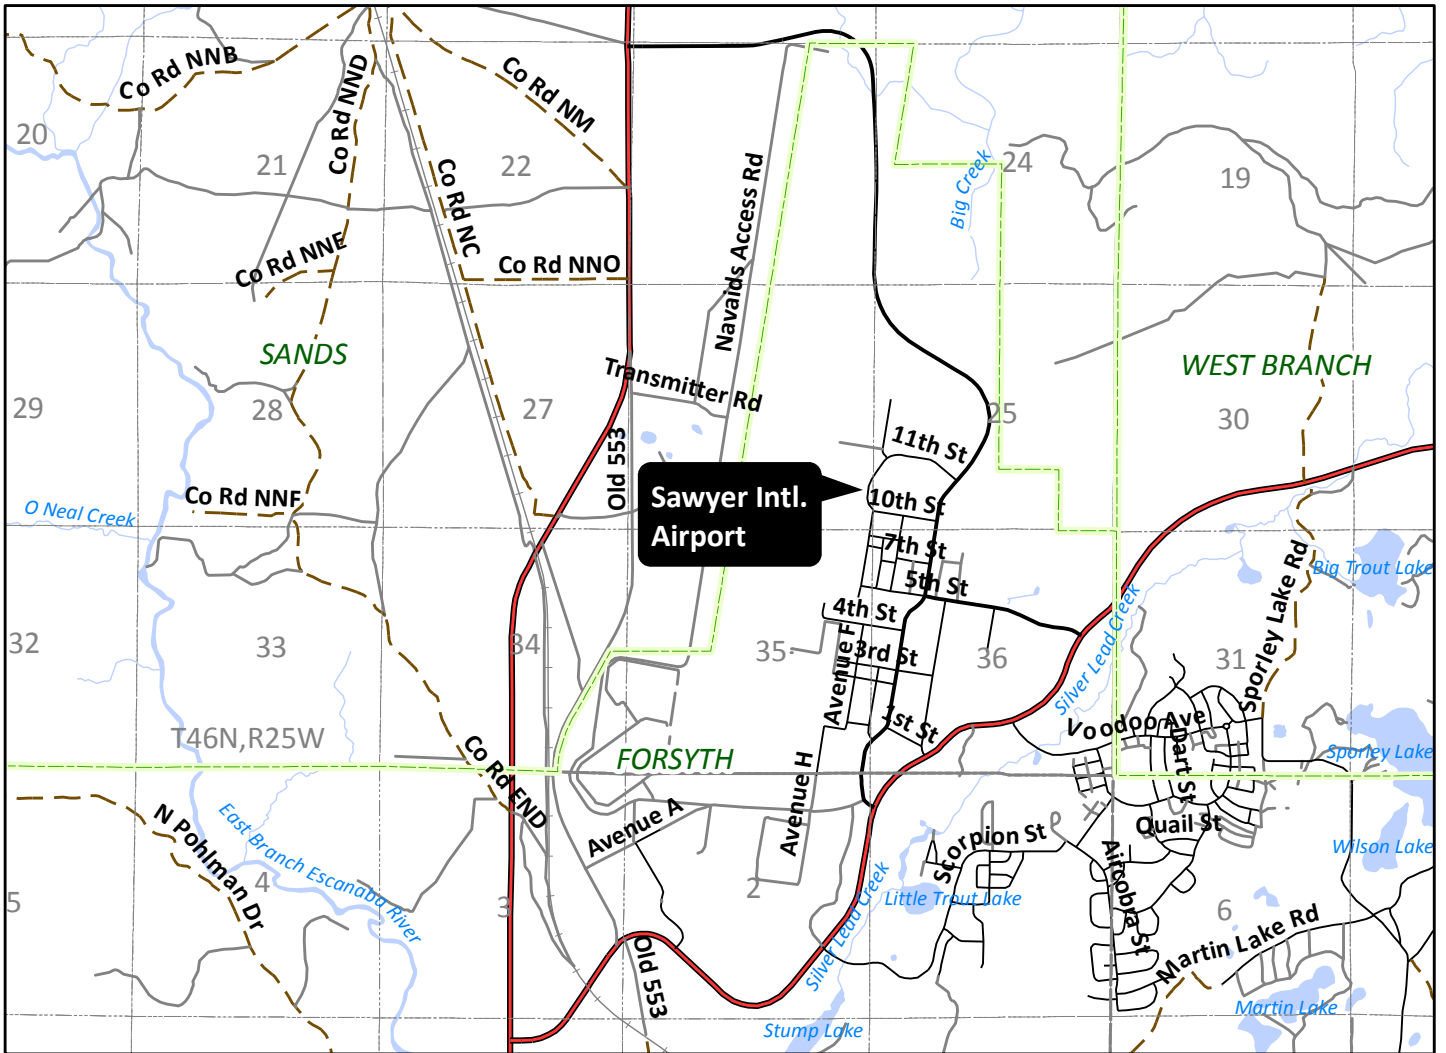 Co Rd NNB
Co Rd NND
Co Rd NM
20
21
22
24
19
Navaids Access Rd
Big Creek
Co Rd NC
Co Rd NNE
Co Rd NNO
SANDS
WEST BRANCH
Transmitter Rd
29
28
27
25
30
Old 553
11th St
Sawyer Intl.
Airport
10th St
Co Rd NNF
O Neal Creek
7th St
5th St
Big Trout Lake
4th St
Silver Lead Creek
Sporley Lake Rd
32
33
34
35
36
31
3rd St
Avenue F
1st St
Voodoo Ave
T46N,R25W
FORSYTH
Dart St
Sporley Lake
Co Rd END
Avenue H
N Pohlman Dr
East Branch Escanaba River
Avenue A
Scorpion St
Quail St
Wilson Lake
Aircobra St
5
4
3
2
6
Little Trout Lake
Silver Lead Creek
Martin Lake Rd
Old 553
Martin Lake
Stump Lake